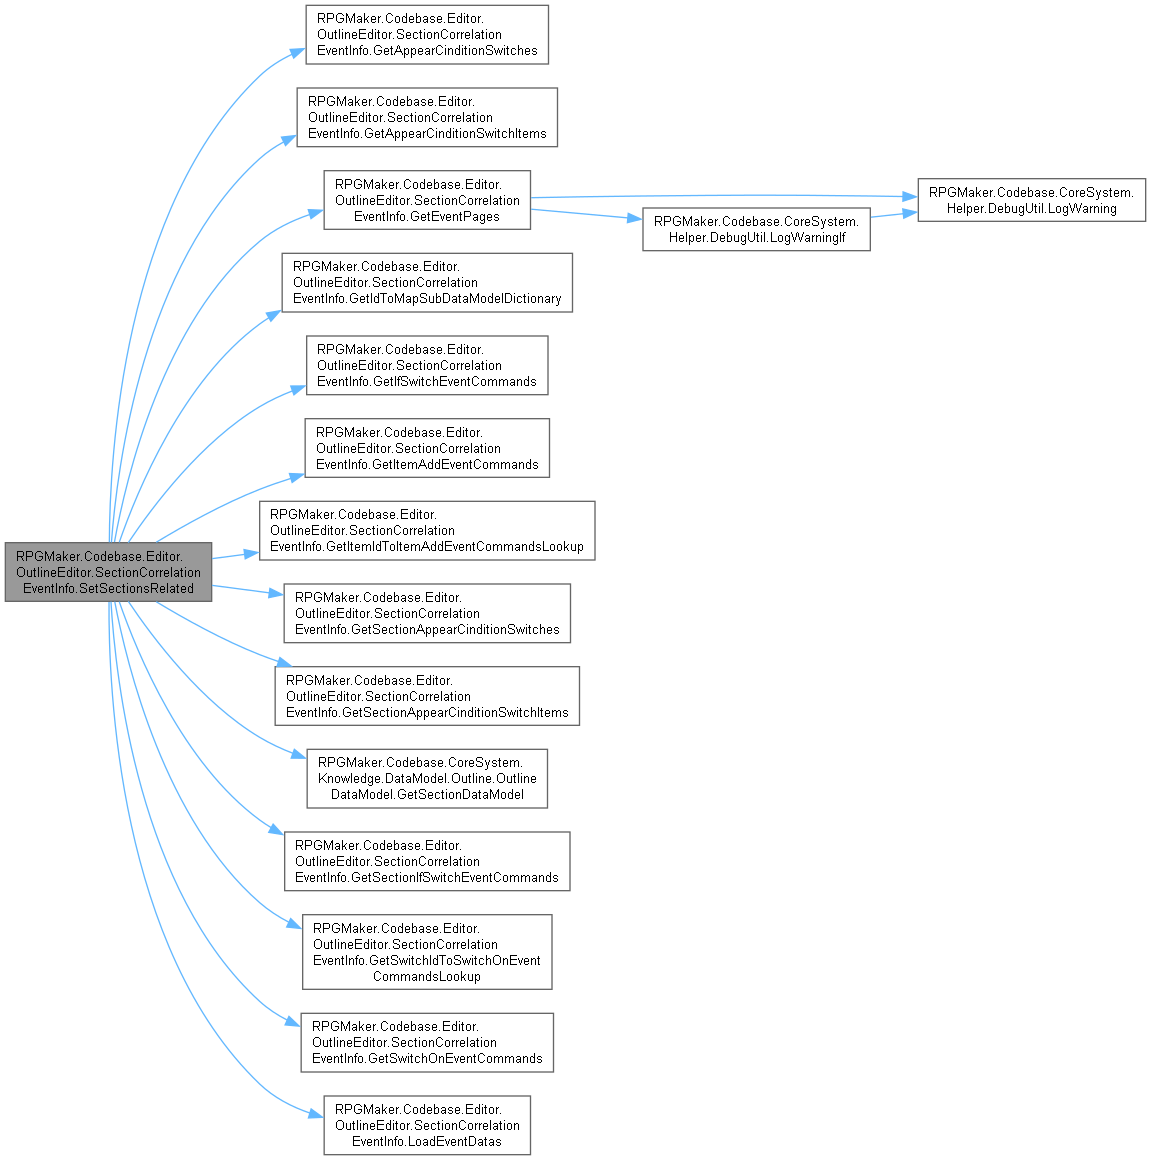 RPGMaker.Codebase.Editor.
OutlineEditor.SectionCorrelation
EventInfo.GetAppearCinditionSwitches
RPGMaker.Codebase.Editor.
OutlineEditor.SectionCorrelation
EventInfo.GetAppearCinditionSwitchItems
RPGMaker.Codebase.Editor.
OutlineEditor.SectionCorrelation
EventInfo.GetEventPages
RPGMaker.Codebase.CoreSystem.
Helper.DebugUtil.LogWarning
RPGMaker.Codebase.CoreSystem.
Helper.DebugUtil.LogWarningIf
RPGMaker.Codebase.Editor.
OutlineEditor.SectionCorrelation
EventInfo.GetIdToMapSubDataModelDictionary
RPGMaker.Codebase.Editor.
OutlineEditor.SectionCorrelation
EventInfo.GetIfSwitchEventCommands
RPGMaker.Codebase.Editor.
OutlineEditor.SectionCorrelation
EventInfo.GetItemAddEventCommands
RPGMaker.Codebase.Editor.
OutlineEditor.SectionCorrelation
EventInfo.GetItemIdToItemAddEventCommandsLookup
RPGMaker.Codebase.Editor.
OutlineEditor.SectionCorrelation
EventInfo.SetSectionsRelated
RPGMaker.Codebase.Editor.
OutlineEditor.SectionCorrelation
EventInfo.GetSectionAppearCinditionSwitches
RPGMaker.Codebase.Editor.
OutlineEditor.SectionCorrelation
EventInfo.GetSectionAppearCinditionSwitchItems
RPGMaker.Codebase.CoreSystem.
Knowledge.DataModel.Outline.Outline
DataModel.GetSectionDataModel
RPGMaker.Codebase.Editor.
OutlineEditor.SectionCorrelation
EventInfo.GetSectionIfSwitchEventCommands
RPGMaker.Codebase.Editor.
OutlineEditor.SectionCorrelation
EventInfo.GetSwitchIdToSwitchOnEvent
CommandsLookup
RPGMaker.Codebase.Editor.
OutlineEditor.SectionCorrelation
EventInfo.GetSwitchOnEventCommands
RPGMaker.Codebase.Editor.
OutlineEditor.SectionCorrelation
EventInfo.LoadEventDatas